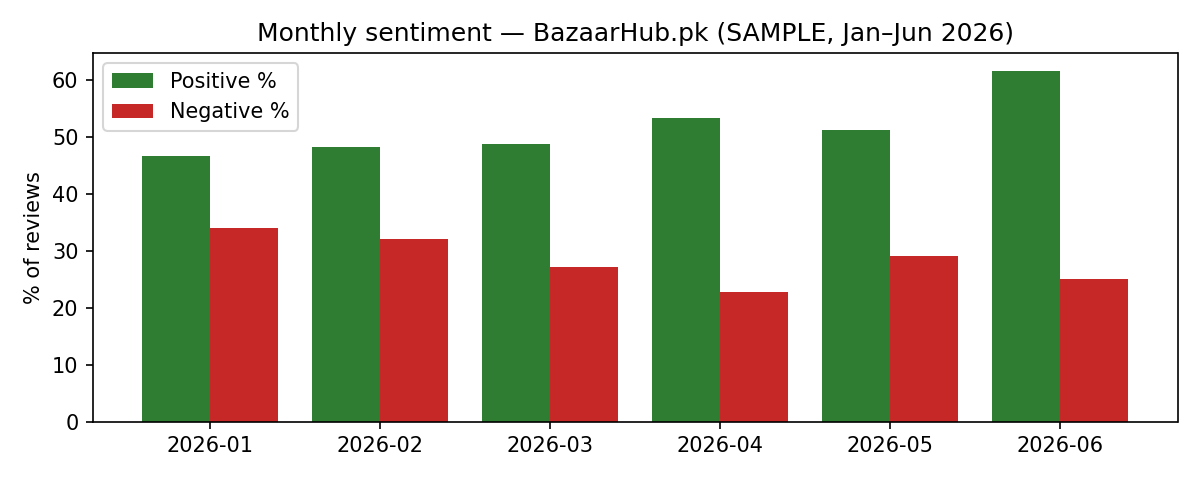 Monthly sentiment — BazaarHub.pk (SAMPLE, Jan–Jun 2026)
Positive %
Negative %
% of reviews
60
50
40
30
20
10
0
2026-01 2026-02 2026-03 2026-04 2026-05 2026-06